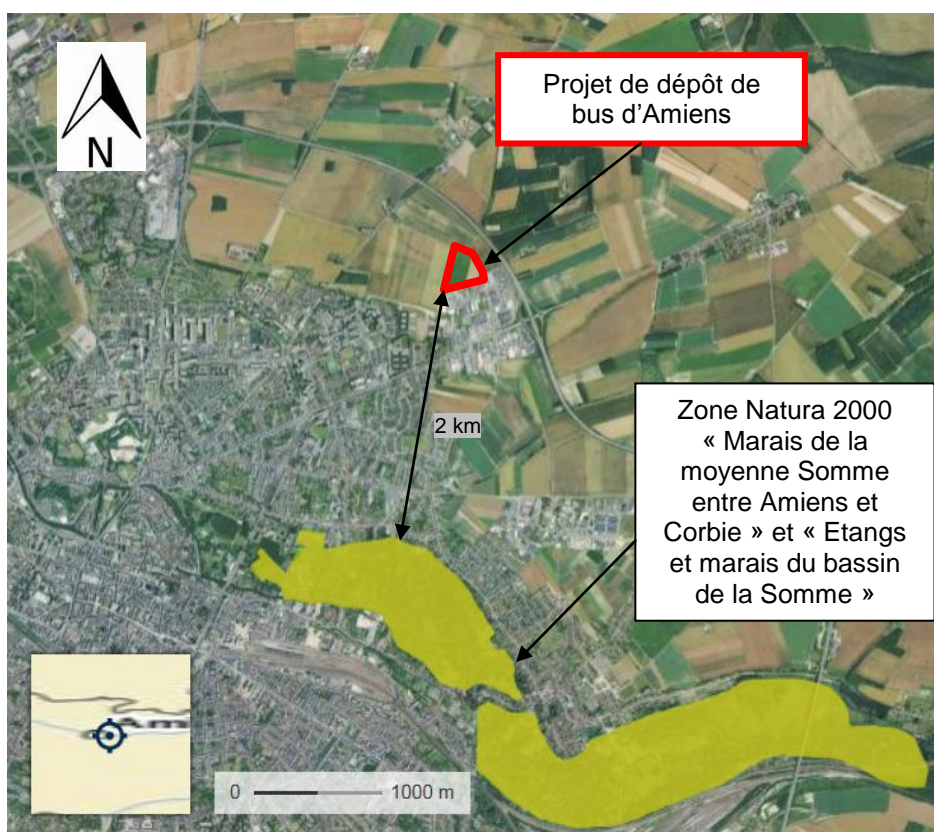 N
Projet de dépôt de
bus d’Amiens
2 km
Zone Natura 2000
« Marais de la
moyenne Somme
entre Amiens et
Corbie » et « Etangs
et marais du bassin
de la Somme »
0
1000 m